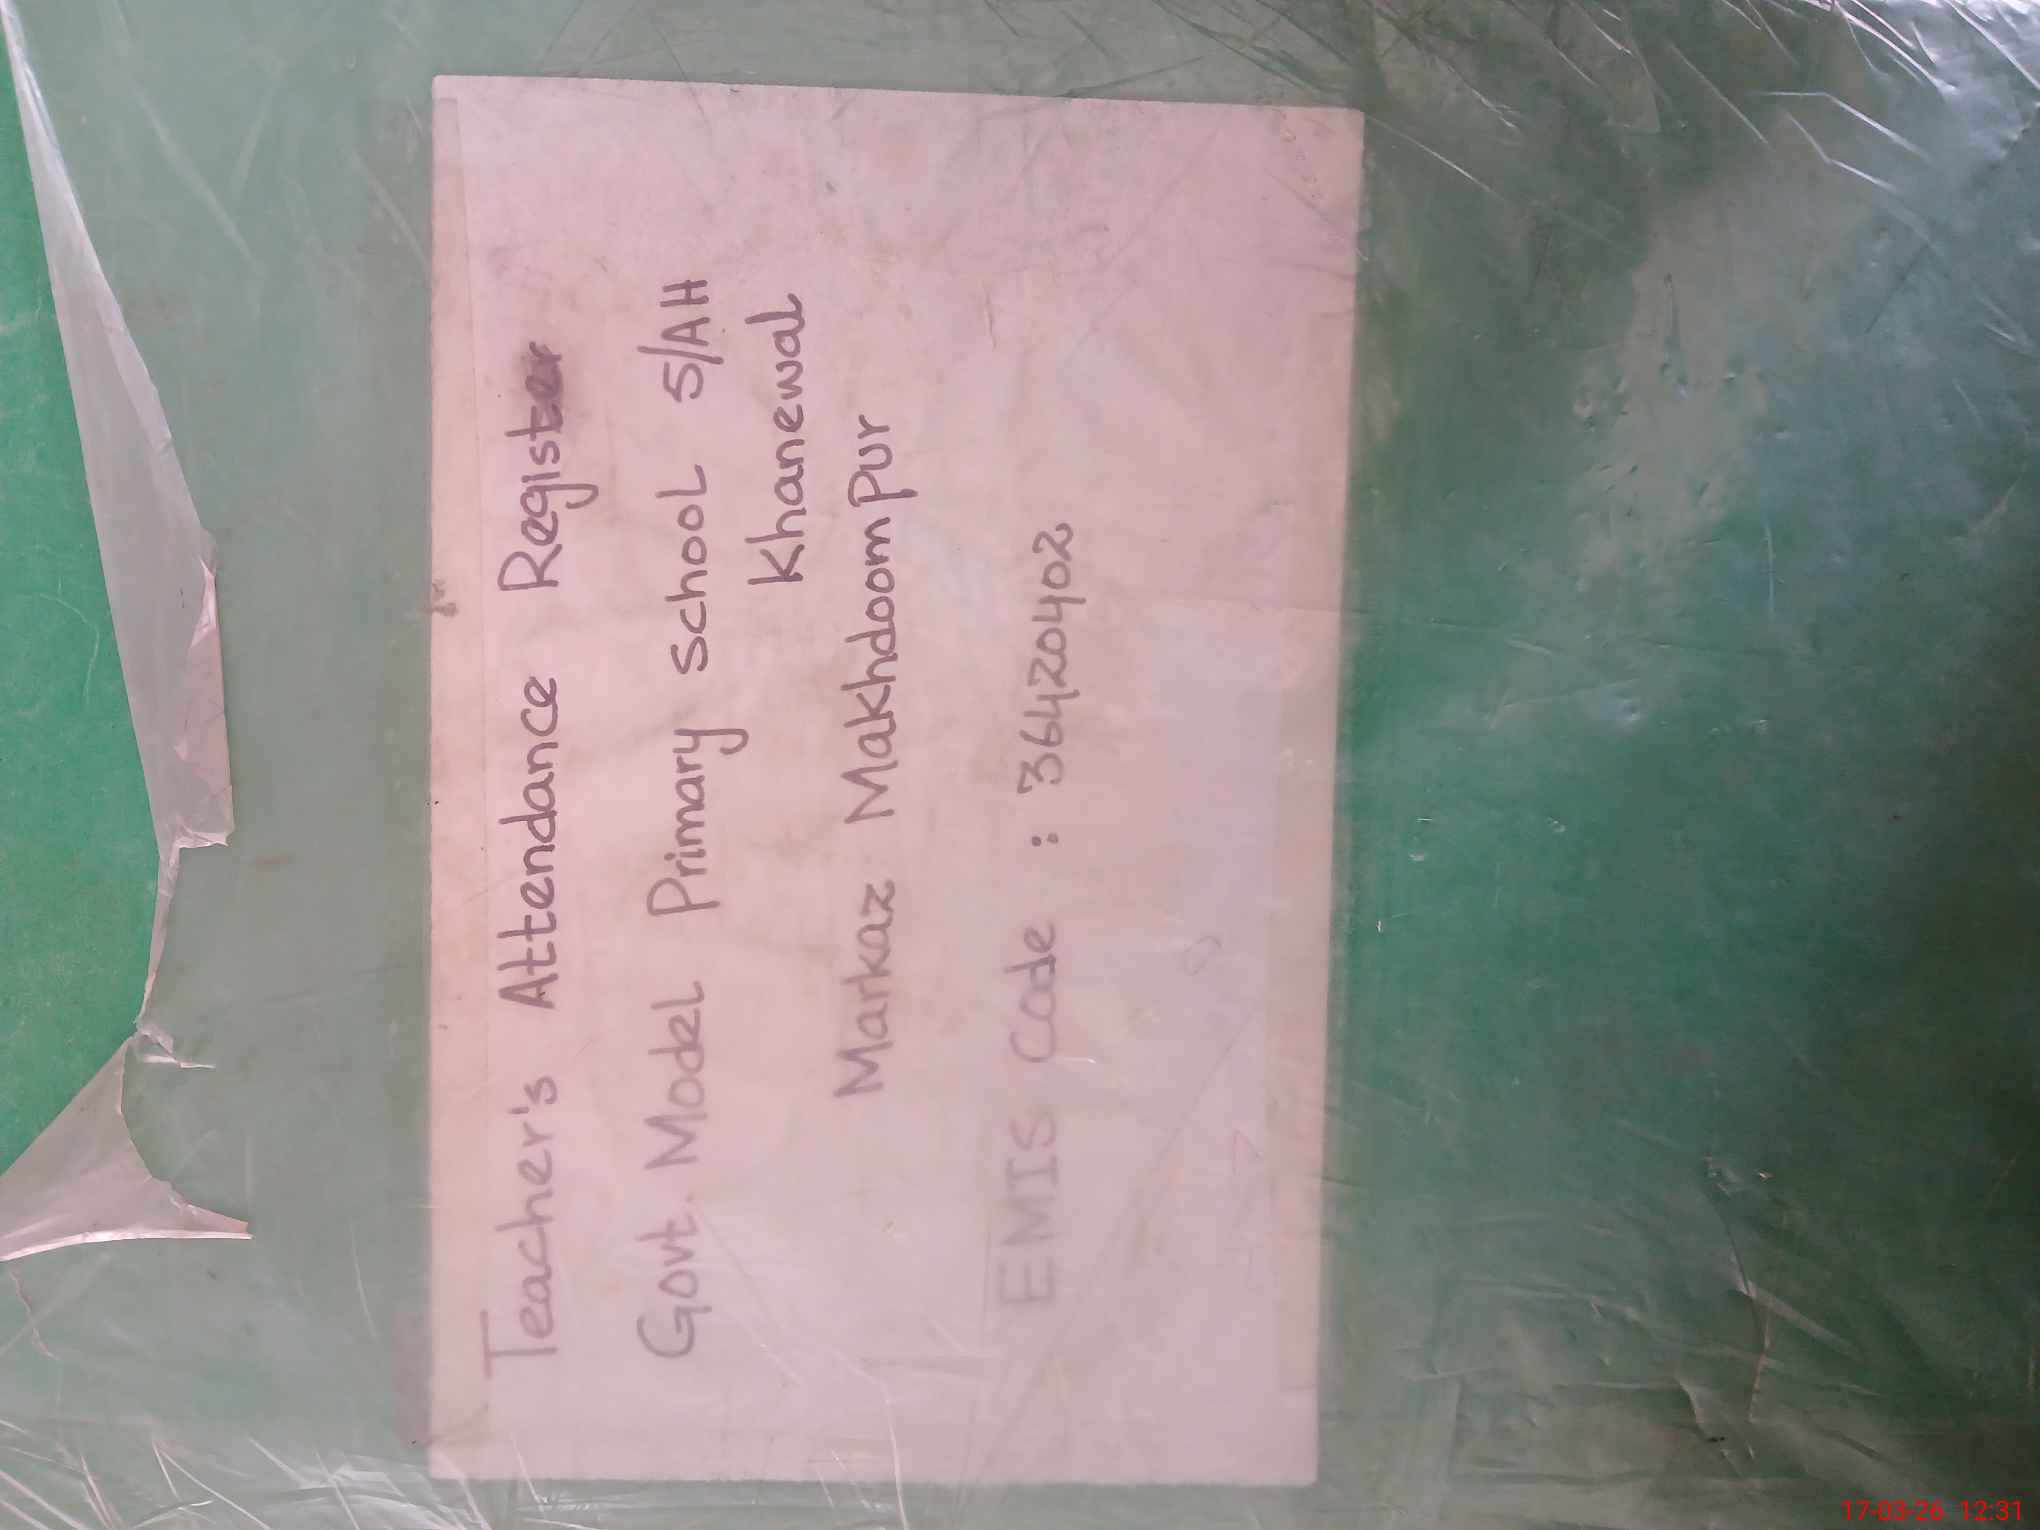 Teacher's Attendance Register
Govt. Model Primary School 5/AH
Khanewal
Markaz Makhdoompur
EMIS Code : 36420402
17-03-26 12:31